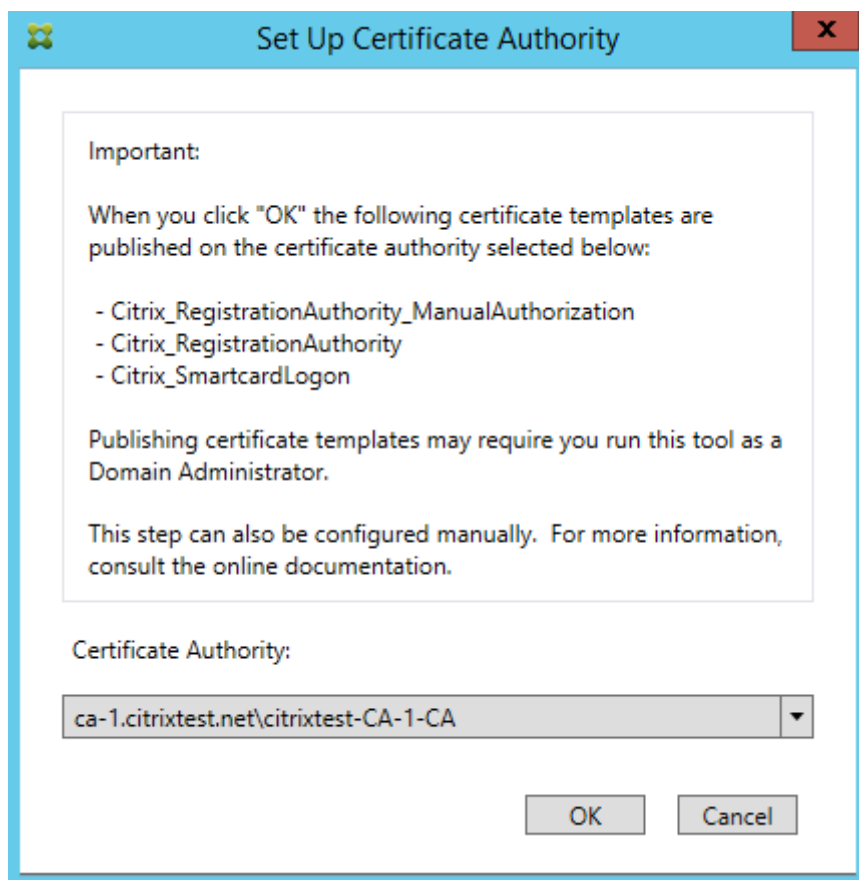 Set Up Certificate Authority
x
Important:
When you click "OK" the following certificate templates are
published on the certificate authority selected below:
- Citrix_RegistrationAuthority_ManualAuthorization
- Citrix_RegistrationAuthority
- Citrix_SmartcardLogon
Publishing certificate templates may require you run this tool as a
Domain Administrator.
This step can also be configured manually.  For more information,
consult the online documentation.
Certificate Authority:
ca-1.citrixtest.net\citrixtest-CA-1-CA
OK
Cancel